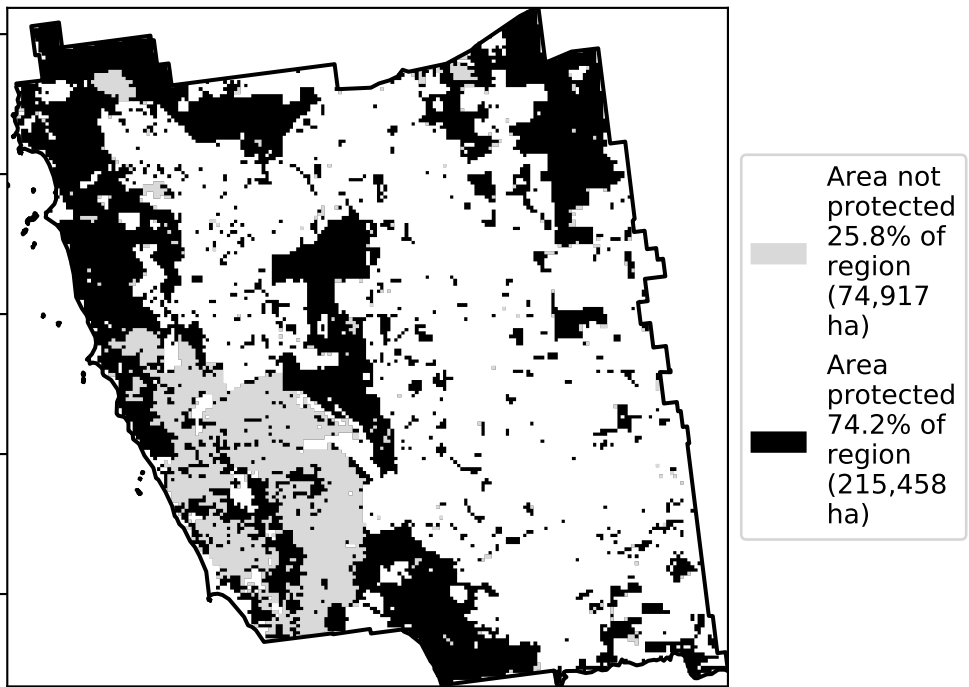 Area not
protected
25.8% of
region
(74,917
ha)
Area
protected
74.2% of
region
(215,458
ha)